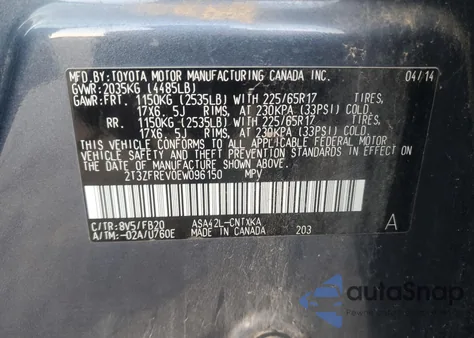 MFD.BY:TOYOTA MOTOR MANUFACTURING CANADA INC. 04/14
GVWR:2035KG (4485LB)
GAWR:FRT. 1150KG (2535LB) WITH 225/65R17 TIRES,
17X6. 5J RIMS, AT 230KPA (33PSI) COLD.
RR. 1150KG (2535LB) WITH 225/65R17 TIRES,
17X6. 5J RIMS, AT 230KPA (33PSI) COLD.
THIS VEHICLE CONFORMS TO ALL APPLICABLE FEDERAL MOTOR
VEHICLE SAFETY, BUMPER, AND THEFT PREVENTION STANDARDS IN
EFFECT ON THE DATE OF MANUFACTURE SHOWN ABOVE.
2T3ZFREV0EW096150 MPV
ASA42L-CNTXKA
C/TR:8V5/FB20
A/TM:-02A/U760E MADE IN CANADA 203 A
autoSnap